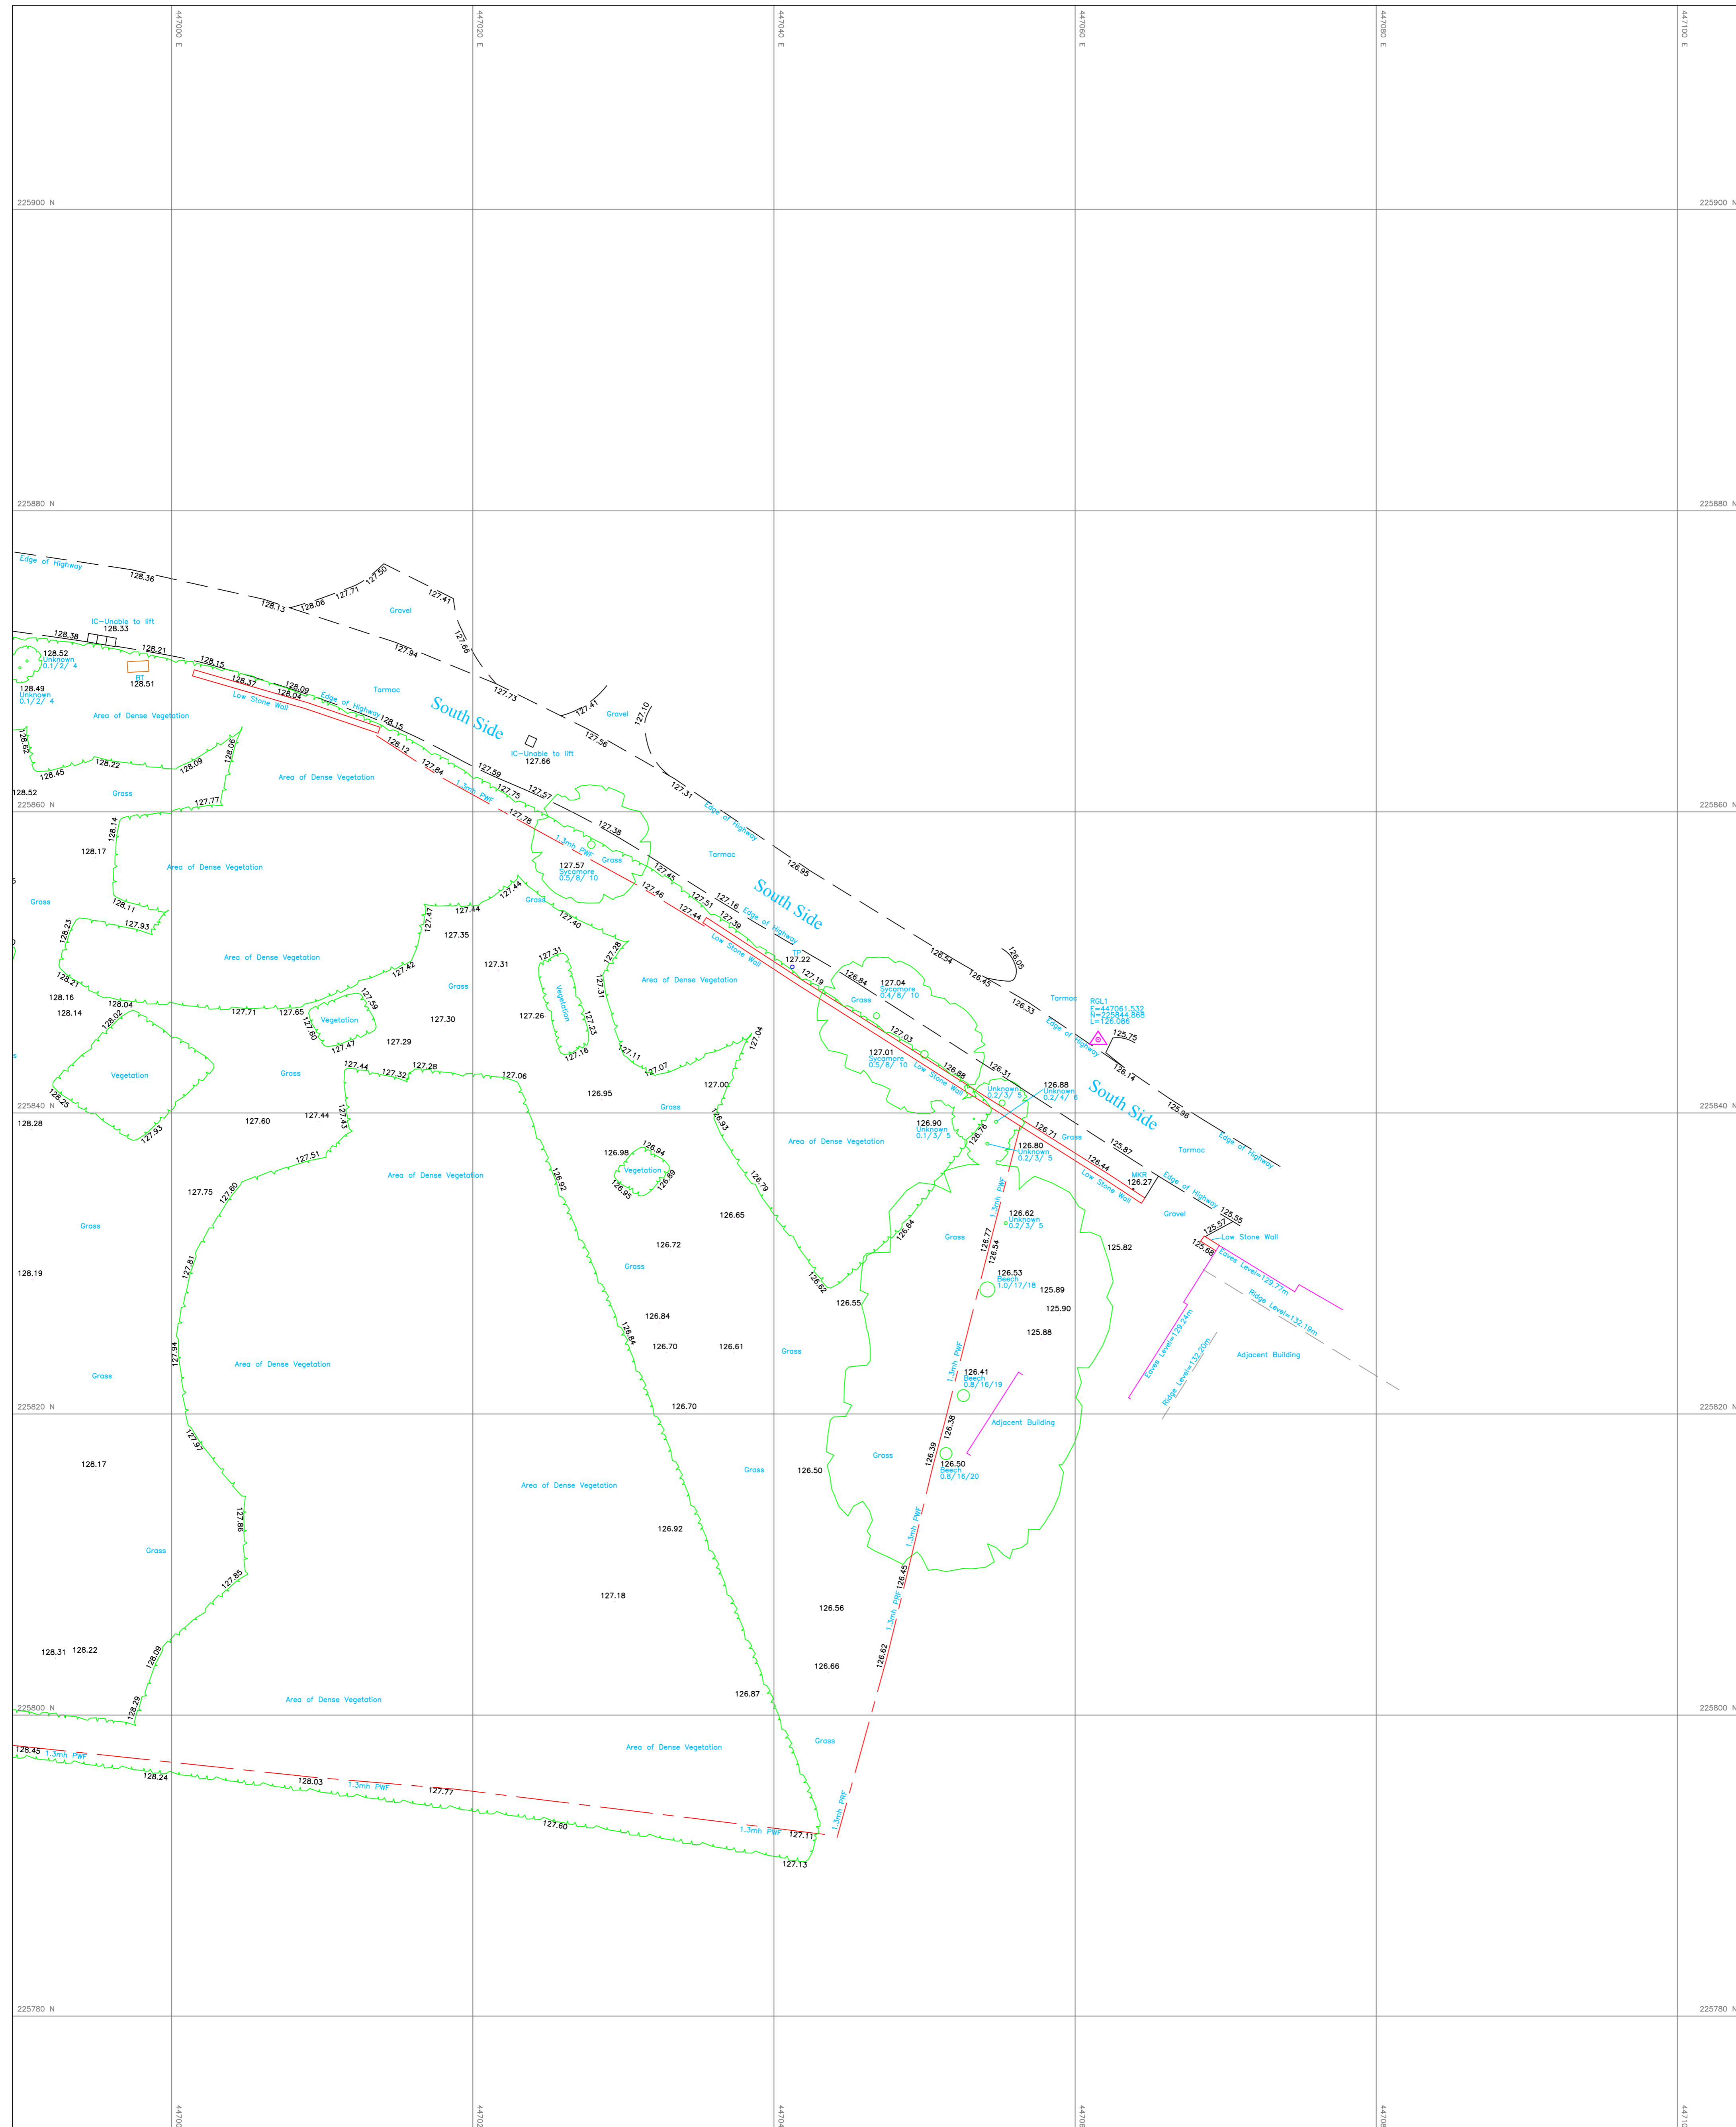 447000 E
447020 E
447040 E
447060 E
447080 E
447100 E
225900 N
225900 N
225880 N
225880 N
Edge of Highway
128.36
128.13
128.06
127.71
127.50
127.41
Gravel
127.66
127.94
IC-Unable to lift
128.33
128.38
128.21
128.15
128.52
Unknown
0.1/2/ 4
BT
128.51
128.49
Unknown
0.1/2/ 4
128.37
128.09
128.04
Low Stone Wall
Edge of Highway
Tarmac
128.15
South Side
127.73
127.41
Gravel
127.10
127.56
Area of Dense Vegetation
128.62
128.45
128.22
128.09
128.06
128.12
127.84
IC-Unable to lift
127.66
127.59
127.57
127.75
1.3mh PWF
127.31
Area of Dense Vegetation
128.52
Grass
127.77
225860 N
225860 N
127.78
127.38
Edge of Highway
128.14
128.17
1.3mh PWF
Grass
127.57
Sycamore
0.5/8/ 10
127.45
Tarmac
126.95
Area of Dense Vegetation
127.44
127.46
127.51
127.16
South Side
Grass
128.11
127.93
128.23
127.47
127.44
Grass
127.40
127.44
127.39
Edge of Highway
Low Stone Wall
127.35
127.28
TP
127.22
126.54
126.05
Area of Dense Vegetation
128.21
127.42
127.31
127.31
Area of Dense Vegetation
127.19
126.84
127.04
Sycamore
0.4/8/ 10
126.45
Grass
Grass
128.16
128.04
128.14
127.71
127.65
127.59
Vegetation
127.31
126.33
Tarmac
RGL1
E=447061.532
N=225844.868
L=126.086
128.02
127.60
Vegetation
127.47
127.30
127.26
127.23
127.29
127.16
127.11
127.07
127.04
127.03
127.01
Sycamore
0.5/8/ 10
Edge of Highway
125.75
126.14
Vegetation
Grass
127.44
127.32
127.28
127.06
127.00
126.88
Low Stone Wall
126.31
126.88
Unknown
0.2/4/ 6
Unknown
0.2/3/ 5
South Side
125.96
128.25
126.95
Grass
225840 N
225840 N
128.28
127.93
127.60
127.44
127.43
126.93
126.90
Unknown
0.1/3/ 5
126.76
126.80
Unknown
0.2/3/ 5
126.71
Grass
125.87
Tarmac
Edge of Highway
127.51
126.98
126.94
Vegetation
126.95
126.89
Area of Dense Vegetation
126.44
Low Stone Wall
MKR
126.27
Edge of Highway
Area of Dense Vegetation
127.75
127.60
126.92
126.79
1.3mh PWF
Gravel
125.55
125.57
Grass
126.65
126.64
126.62
Unknown
0.2/3/ 5
Grass
126.77
126.54
125.82
125.68
Low Stone Wall
128.19
127.81
126.72
Grass
126.62
126.53
Beech
1.0/17/18
125.89
Eaves Level=129.77m
126.55
125.90
Ridge Level=132.19m
126.84
126.84
125.88
127.94
126.70
126.61
Grass
1.3mh PWF
Eaves Level=129.24m
Ridge Level=132.20m
Adjacent Building
Area of Dense Vegetation
Grass
126.41
Beech
0.8/16/19
225820 N
225820 N
126.70
126.38
Adjacent Building
127.97
126.39
Grass
126.50
Beech
0.8/16/20
128.17
Grass
126.50
Area of Dense Vegetation
127.86
126.92
1.3mh PWF
Grass
127.85
127.18
126.45
1.3mh PRF
126.56
128.31
128.22
128.09
126.62
126.66
128.29
Area of Dense Vegetation
126.87
225800 N
225800 N
Grass
Area of Dense Vegetation
128.45
1.3mh PWF
128.24
128.03
1.3mh PWF
127.77
127.60
1.3mh PWF
127.11
1.3mh PRF
127.13
225780 N
225780 N